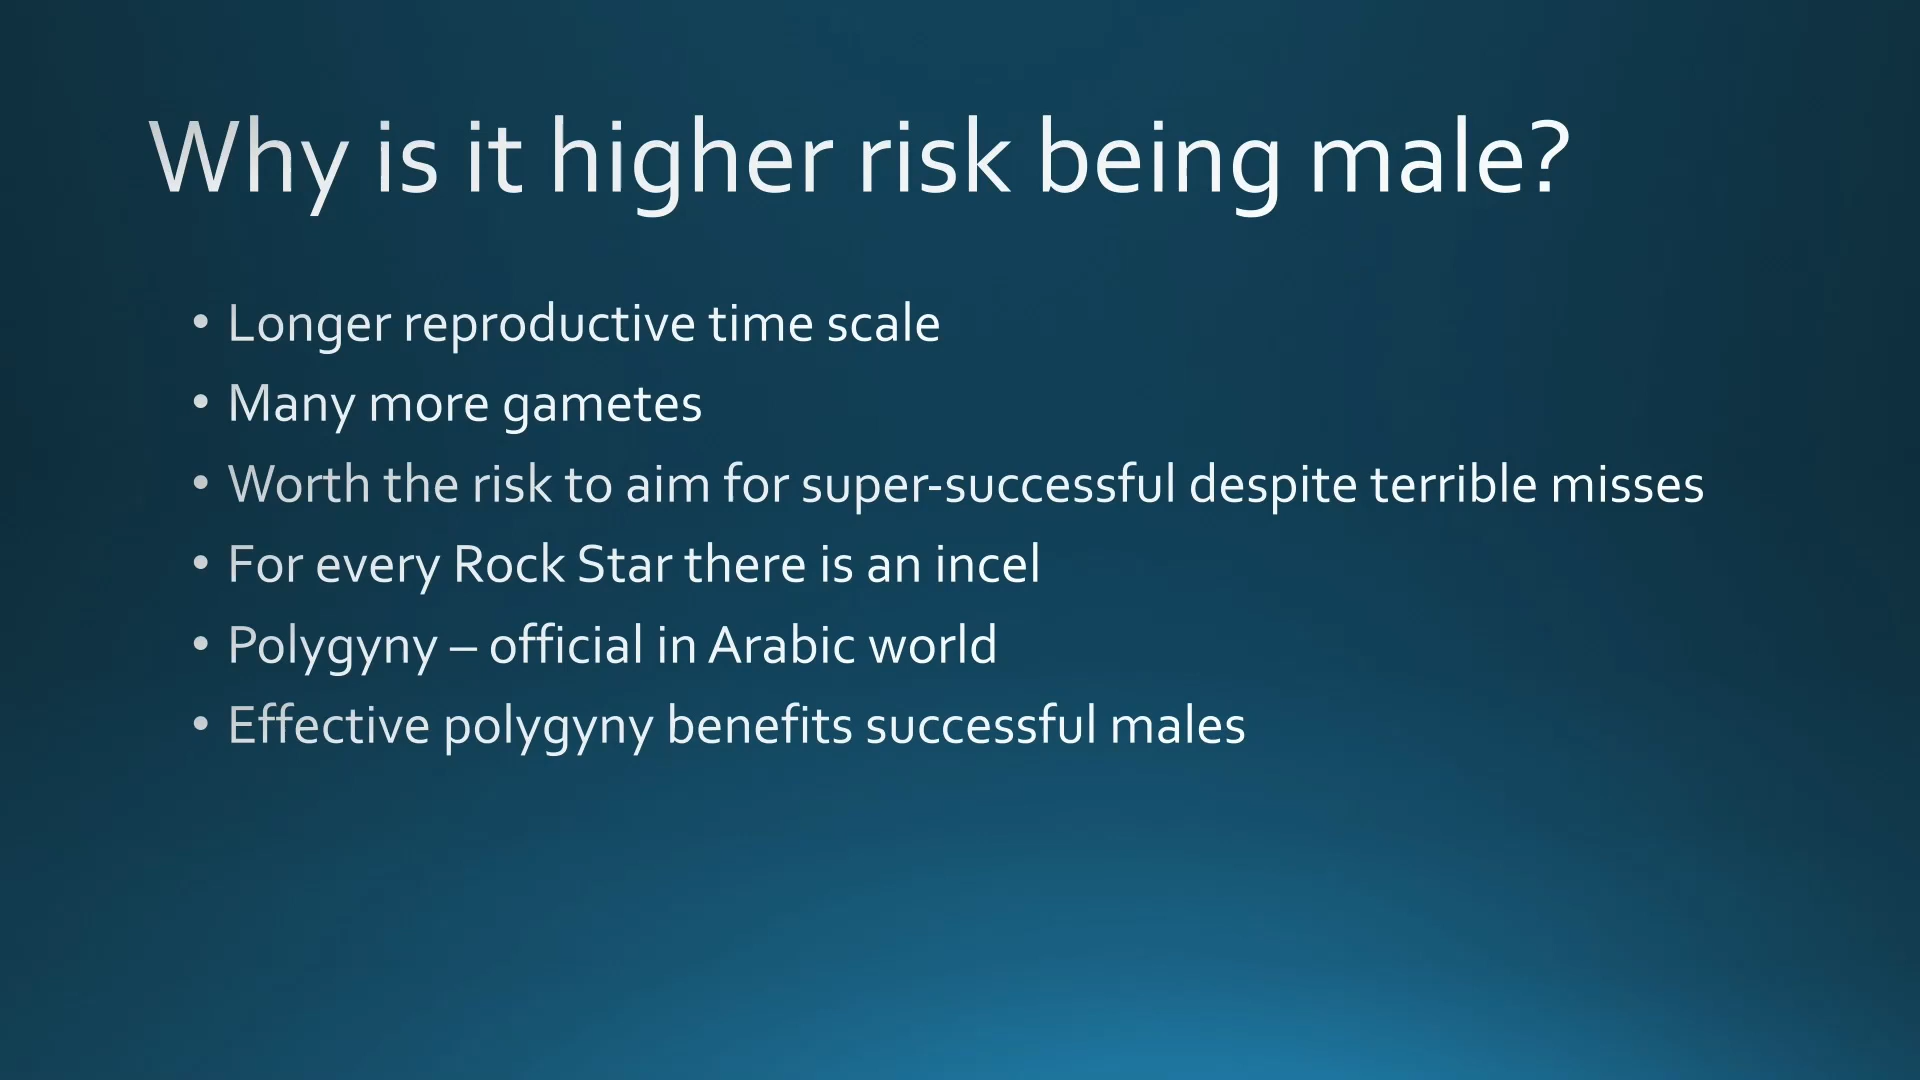 Why is it higher risk being male?
• Longer reproductive time scale
• Many more gametes
• Worth the risk to aim for super-successful despite terrible misses
• For every Rock Star there is an incel
• Polygyny – official in Arabic world
• Effective polygyny benefits successful males